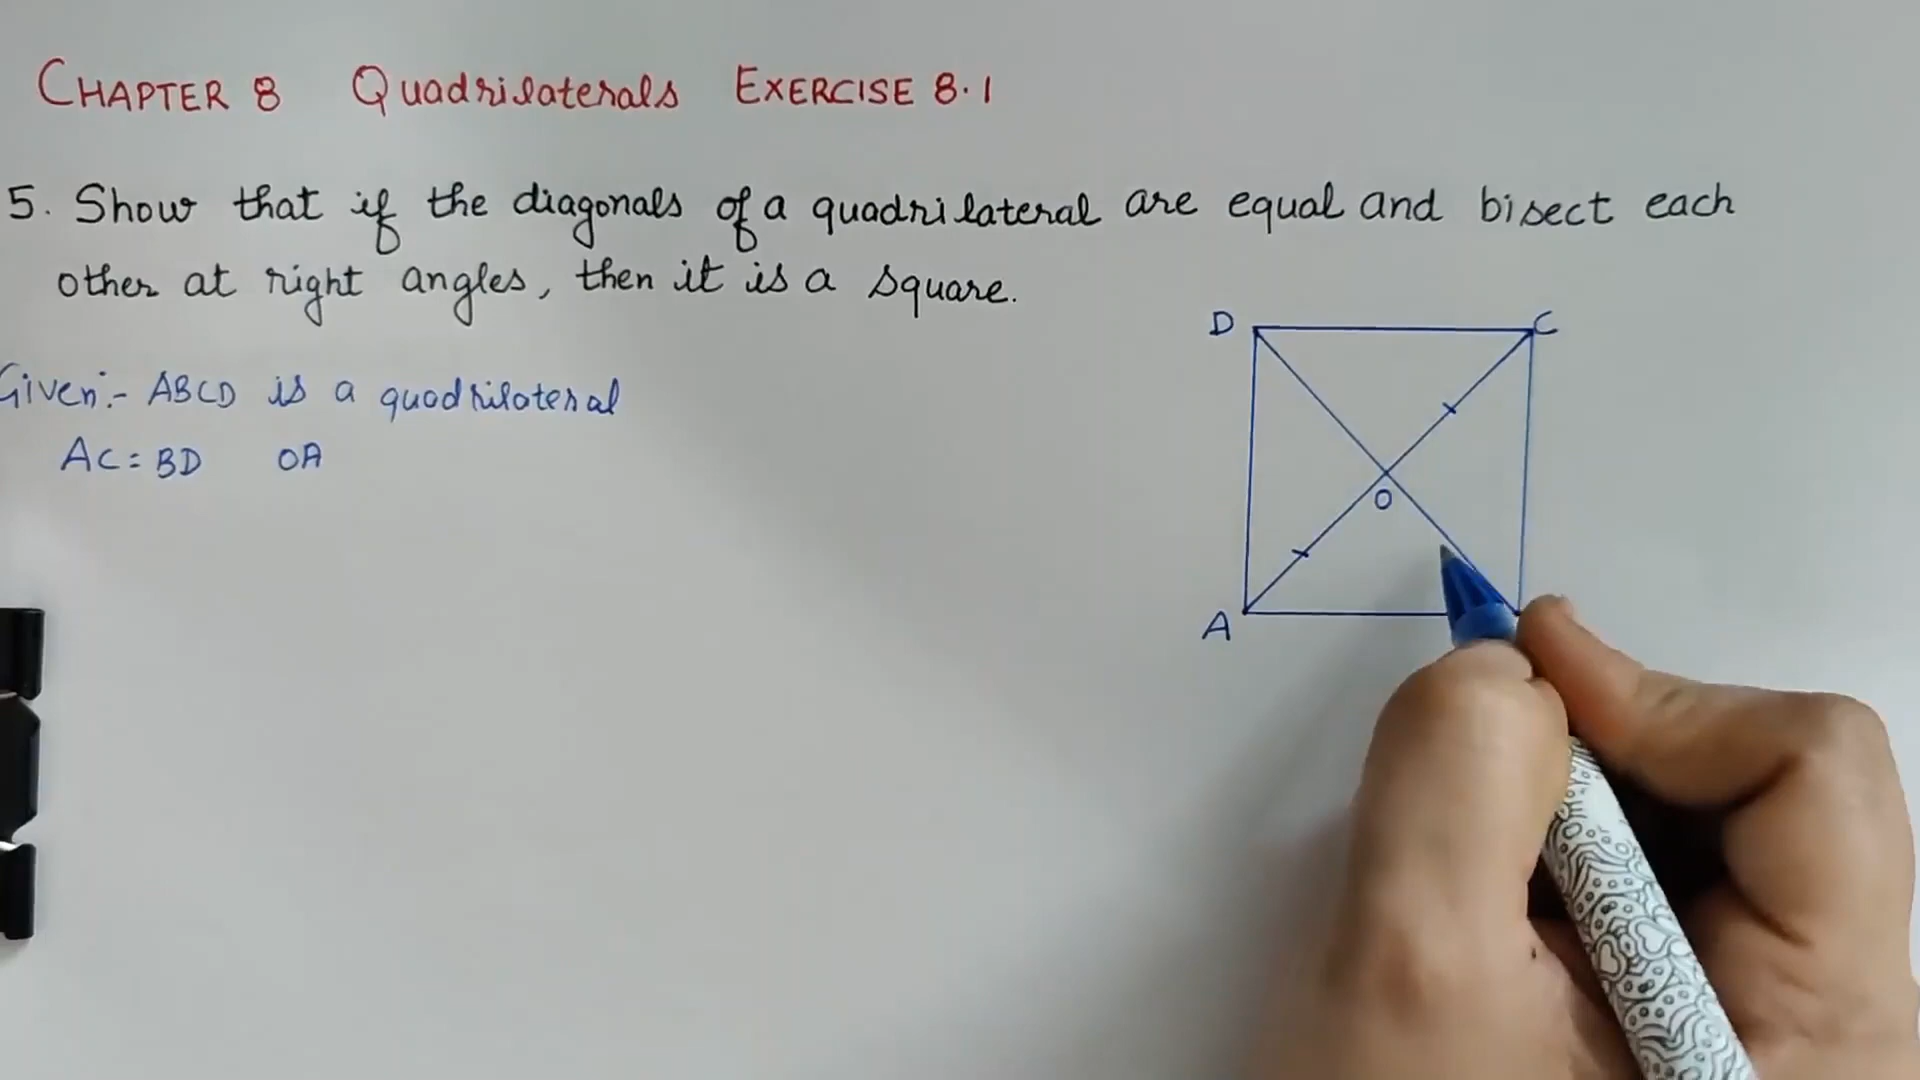 CHAPTER 8 Quadrilaterals EXERCISE 8.1
5. Show that if the diagonals of a quadrilateral are equal and bisect each
other at right angles, then it is a square.
D C
Given:- ABCD is a quadrilateral
AC = BD OA
O
A